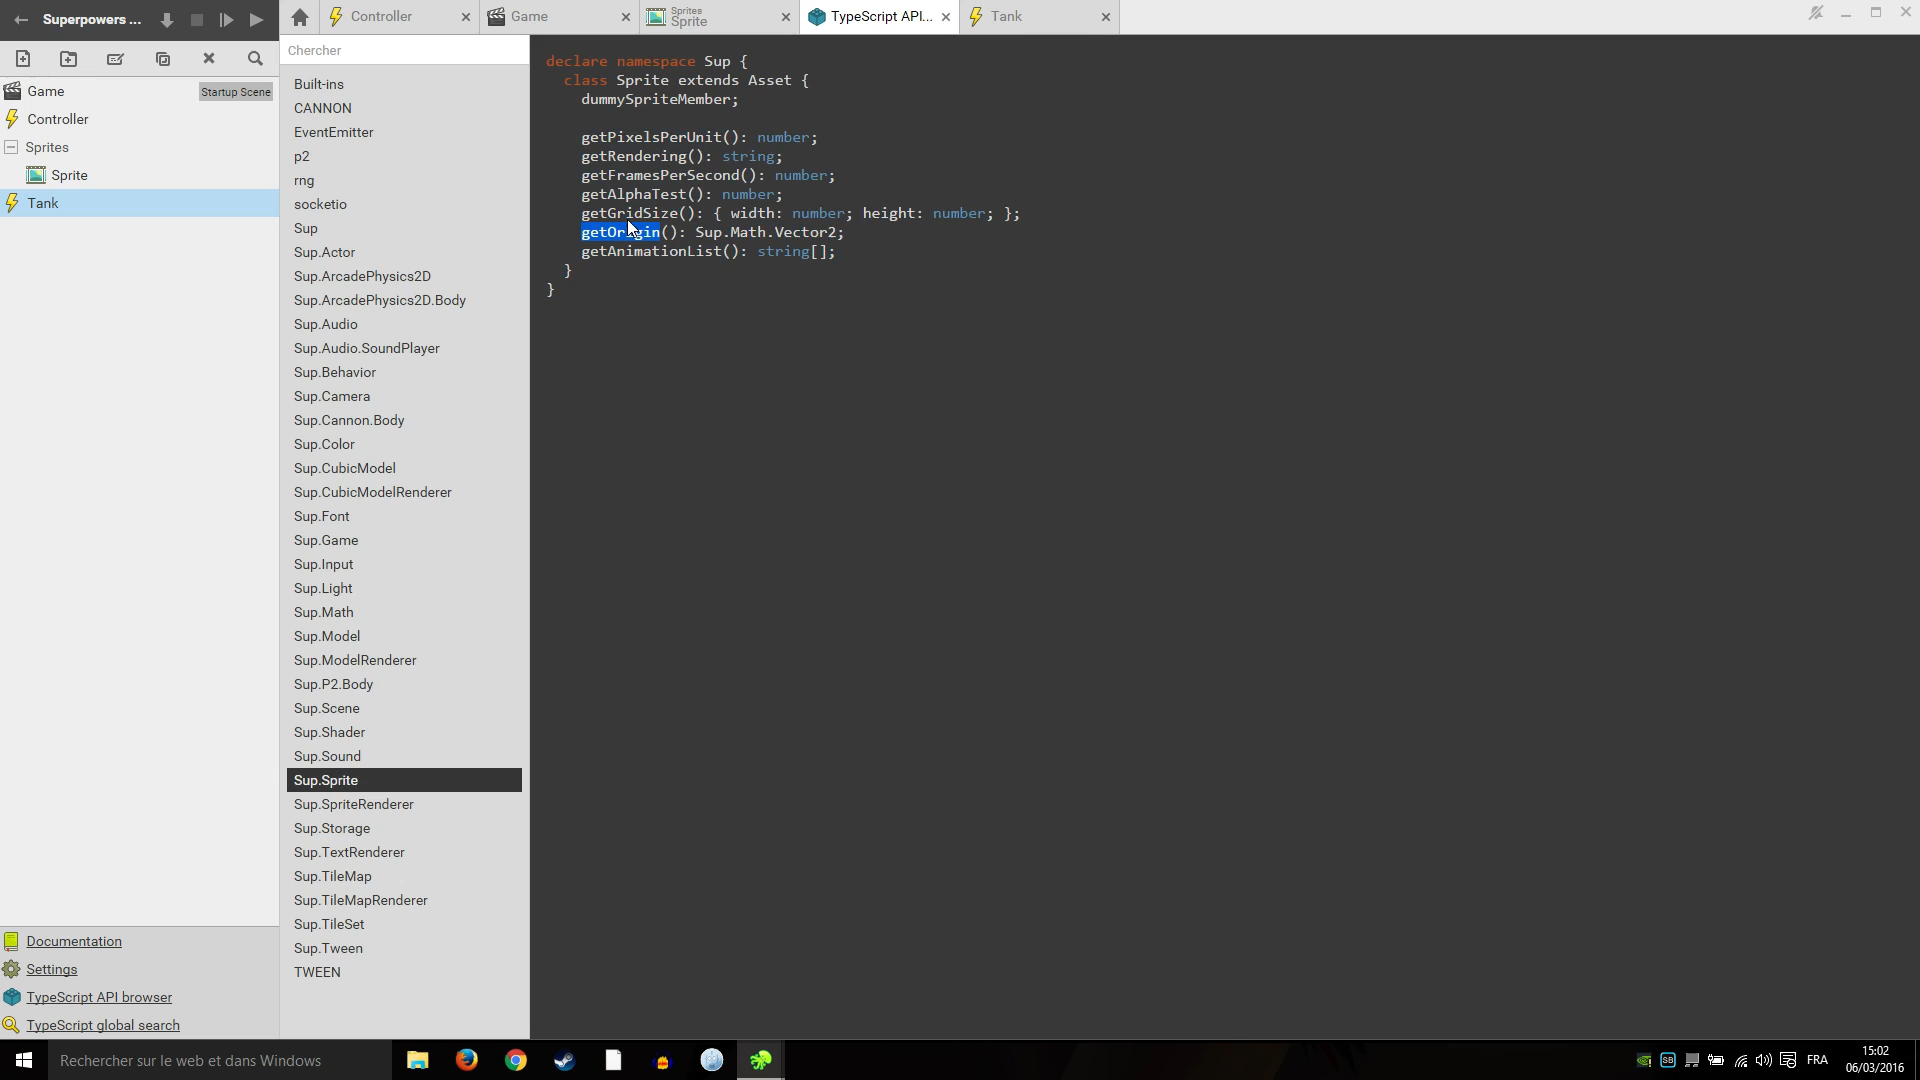 Superpowers ...
Controller
Game
Sprites
Sprite
TypeScript API...
Tank
Game
Startup Scene
Controller
Sprites
Sprite
Tank
Documentation
Settings
TypeScript API browser
TypeScript global search
Chercher
Built-ins
CANNON
EventEmitter
p2
rng
socketio
Sup
Sup.Actor
Sup.ArcadePhysics2D
Sup.ArcadePhysics2D.Body
Sup.Audio
Sup.Audio.SoundPlayer
Sup.Behavior
Sup.Camera
Sup.Cannon.Body
Sup.Color
Sup.CubicModel
Sup.CubicModelRenderer
Sup.Font
Sup.Game
Sup.Input
Sup.Light
Sup.Math
Sup.Model
Sup.ModelRenderer
Sup.P2.Body
Sup.Scene
Sup.Shader
Sup.Sound
Sup.Sprite
Sup.SpriteRenderer
Sup.Storage
Sup.TextRenderer
Sup.TileMap
Sup.TileMapRenderer
Sup.TileSet
Sup.Tween
TWEEN
declare namespace Sup {
class Sprite extends Asset {
dummySpriteMember;
getPixelsPerUnit(): number;
getRendering(): string;
getFramesPerSecond(): number;
getAlphaTest(): number;
getGridSize(): { width: number; height: number; };
getOrigin(): Sup.Math.Vector2;
getAnimationList(): string[];
}
}
Rechercher sur le web et dans Windows
SB
FRA
15:02
06/03/2016